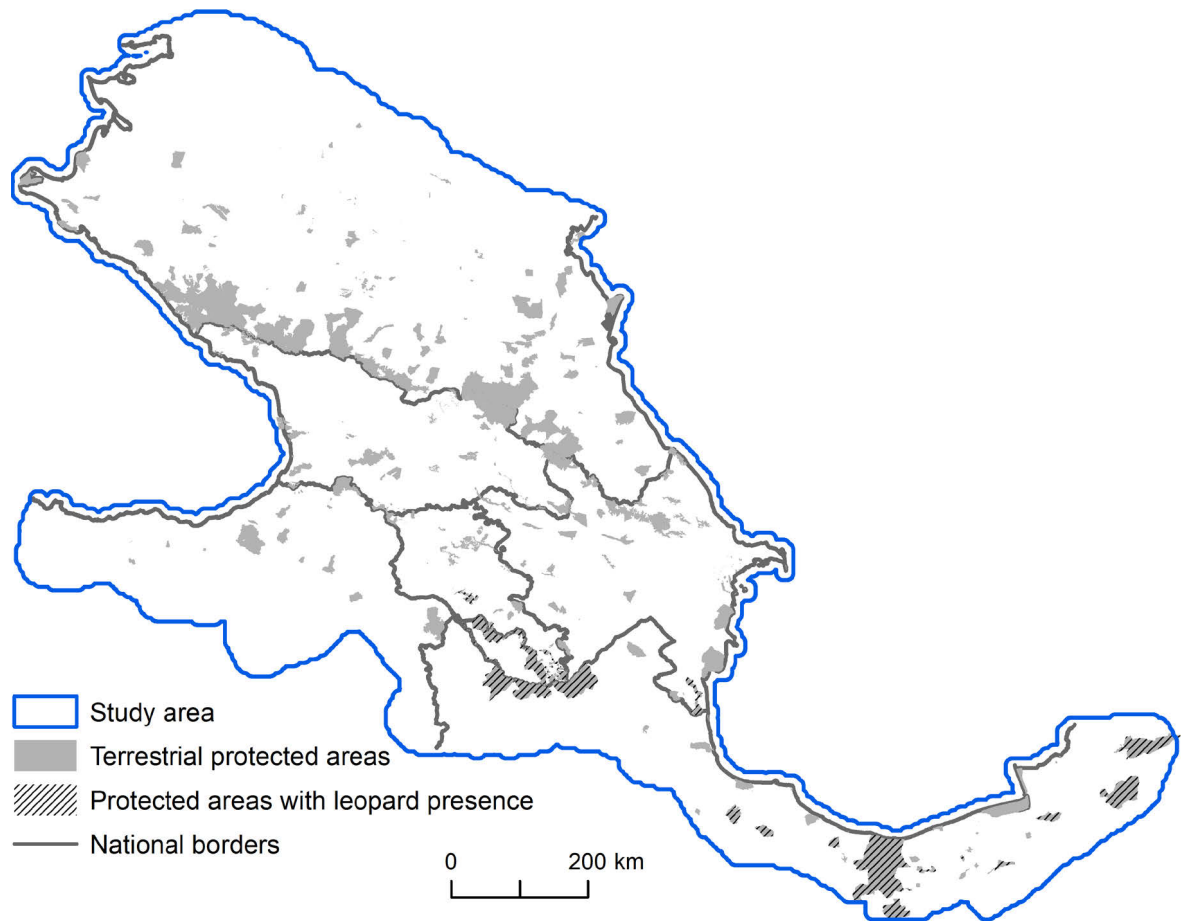 Study area
Terrestrial protected areas
Protected areas with leopard presence
National borders
0 200 km